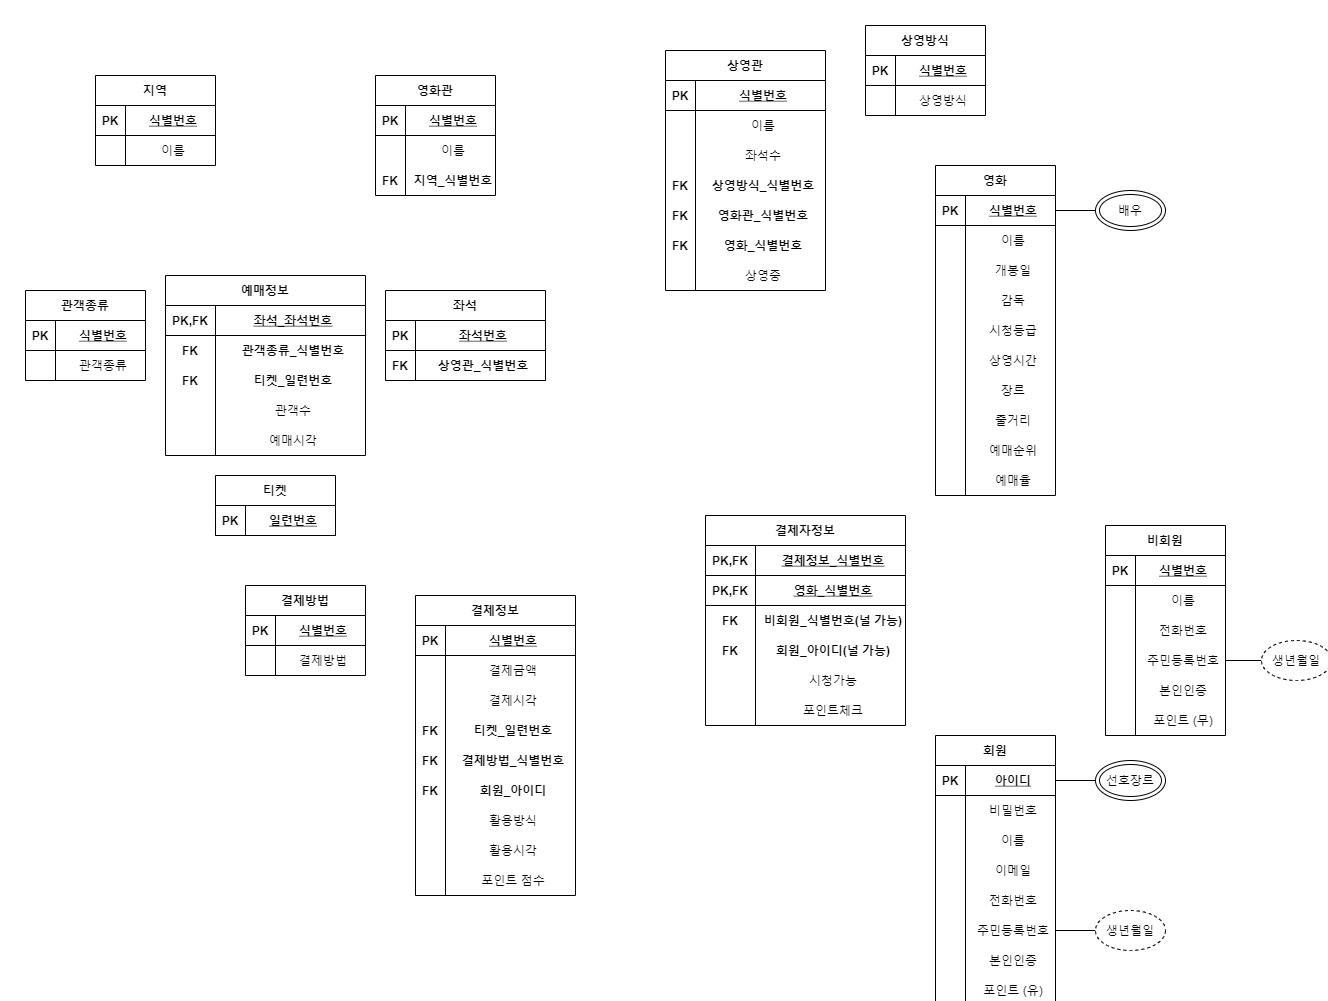 지역
PK 식별번호
이름
영화관
PK 식별번호
이름
FK 지역_식별번호
상영관
PK 식별번호
이름
좌석수
FK 상영방식_식별번호
FK 영화관_식별번호
FK 영화_식별번호
상영중
상영방식
PK 식별번호
상영방식
영화
PK 식별번호
이름
개봉일
감독
시청등급
상영시간
장르
줄거리
예매순위
예매율
배우
관객종류
PK 식별번호
관객종류
예매정보
PK,FK 좌석_좌석번호
FK 관객종류_식별번호
FK 티켓_일련번호
관객수
예매시각
좌석
PK 좌석번호
FK 상영관_식별번호
티켓
PK 일련번호
결제방법
PK 식별번호
결제방법
결제정보
PK 식별번호
결제금액
결제시각
FK 티켓_일련번호
FK 결제방법_식별번호
FK 회원_아이디
활용방식
활용시각
포인트 점수
결제자정보
PK,FK 결제정보_식별번호
PK,FK 영화_식별번호
FK 비회원_식별번호(널 가능)
FK 회원_아이디(널 가능)
시청가능
포인트체크
비회원
PK 식별번호
이름
전화번호
주민등록번호
본인인증
포인트 (무)
생년월일
회원
PK 아이디
비밀번호
이름
이메일
전화번호
주민등록번호
본인인증
포인트 (유)
선호장르
생년월일